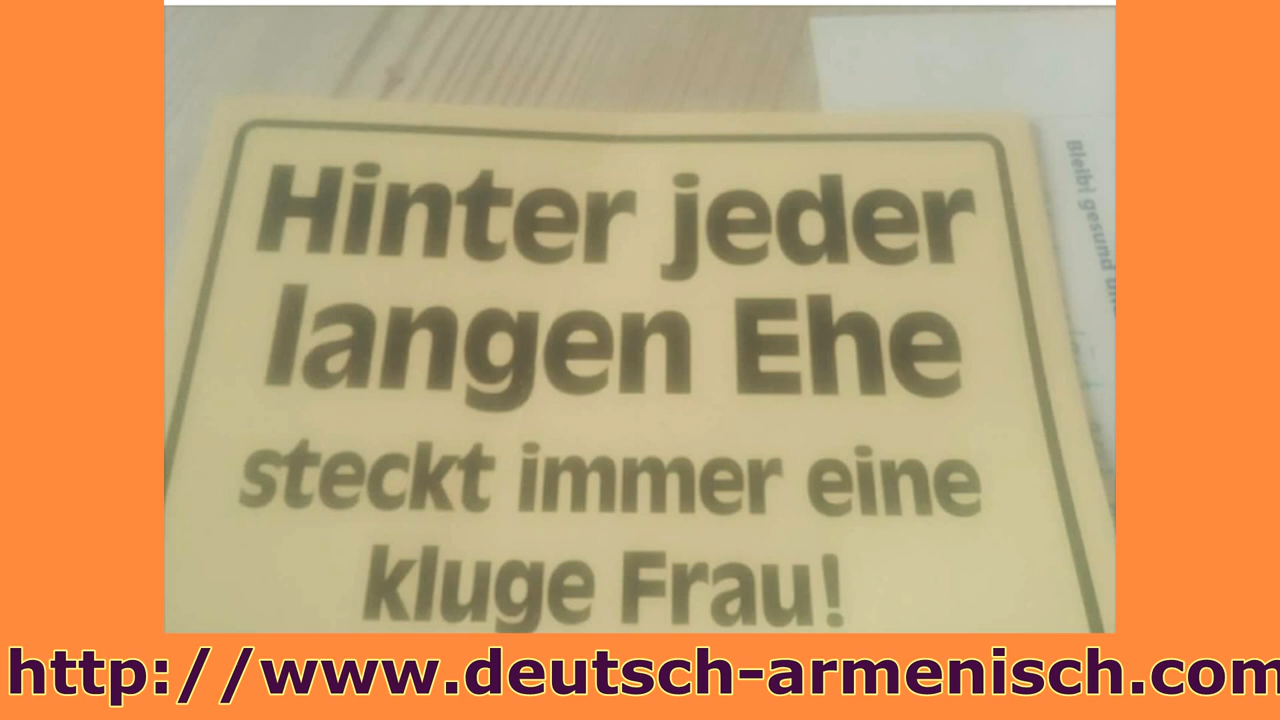 Hinter jeder
langen Ehe
steckt immer eine
kluge Frau!
Bleibt gesund
http://www.deutsch-armenisch.com